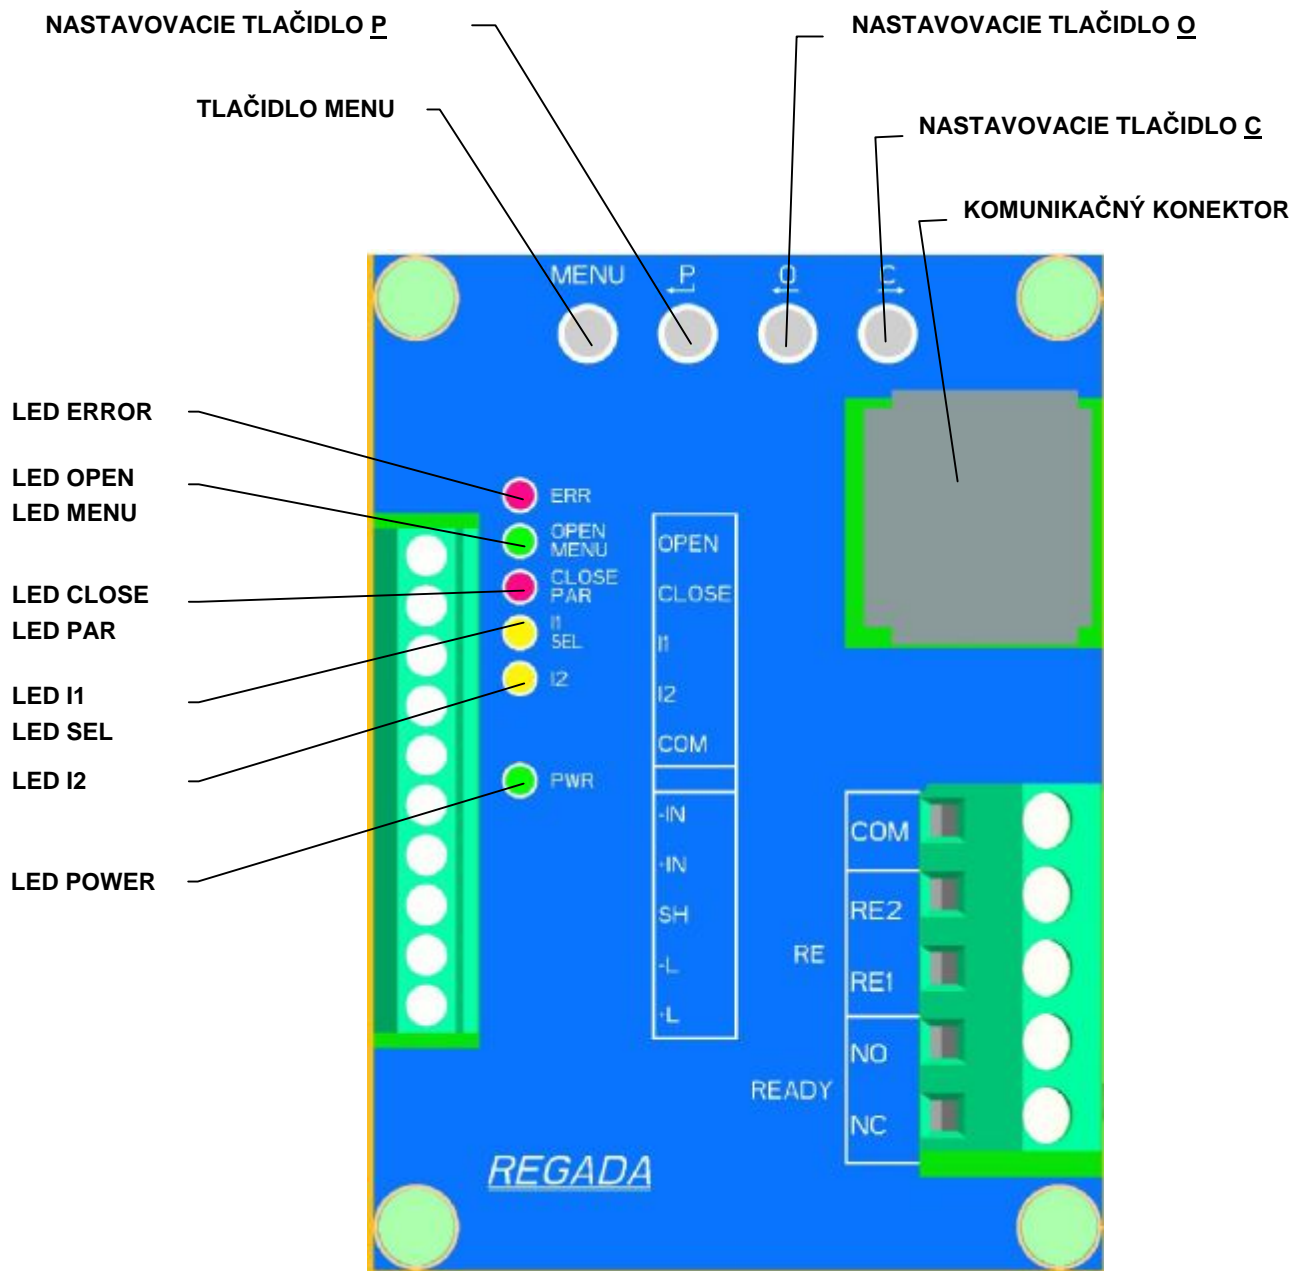 NASTAVOVACIE TLAČIDLO P
NASTAVOVACIE TLAČIDLO O
TLAČIDLO MENU
NASTAVOVACIE TLAČIDLO C
KOMUNIKAČNÝ KONEKTOR
MENU P O C
LED ERROR
LED OPEN
LED MENU
LED CLOSE
LED PAR
LED I1
LED SEL
LED I2
LED POWER
ERR
OPEN
MENU
CLOSE
PAR
I1
SEL
I2
PWR
OPEN
CLOSE
I1
I2
COM
-IN
+IN
SH
-L
+L
COM
RE2
RE
RE1
NO
READY
NC
REGADA